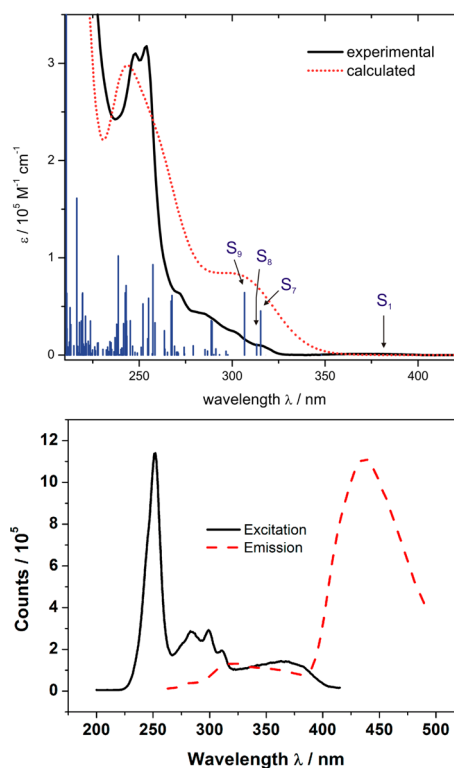 experimental
calculated
3
2
1
0
ε / 10⁵ M⁻¹ cm⁻¹
S₉
S₈
S₇
S₁
250 300 350 400
wavelength λ / nm
12
10
8
6
4
2
0
Counts / 10⁵
Excitation
Emission
200 250 300 350 400 450 500
Wavelength λ / nm